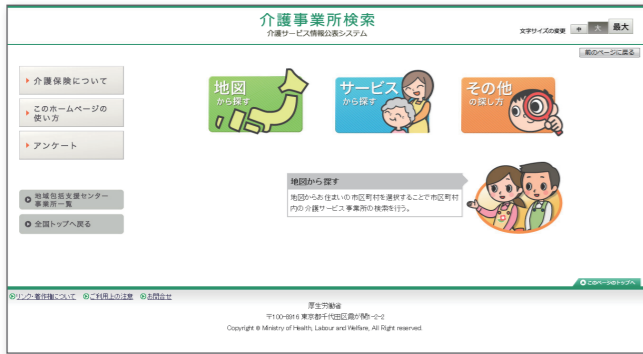 介護事業所検索
介護サービス情報公表システム
文字サイズの変更 中 大 最大
前のページに戻る
介護保険について
このホームページの
使い方
アンケート
地域包括支援センター
事業所一覧
全国トップへ戻る
地図
から探す
サービス
から探す
その他
の探し方
地図から探す
地図からお住まいの市区町村を選択することで市区町村
内の介護サービス事業所の検索を行う。
このページのトップへ
リンク・著作権について ご利用上の注意 お問合せ
厚生労働省
〒100-8916 東京都千代田区霞が関1-2-2
Copyright © Ministry of Health, Labour and Welfare, All Right reserved.